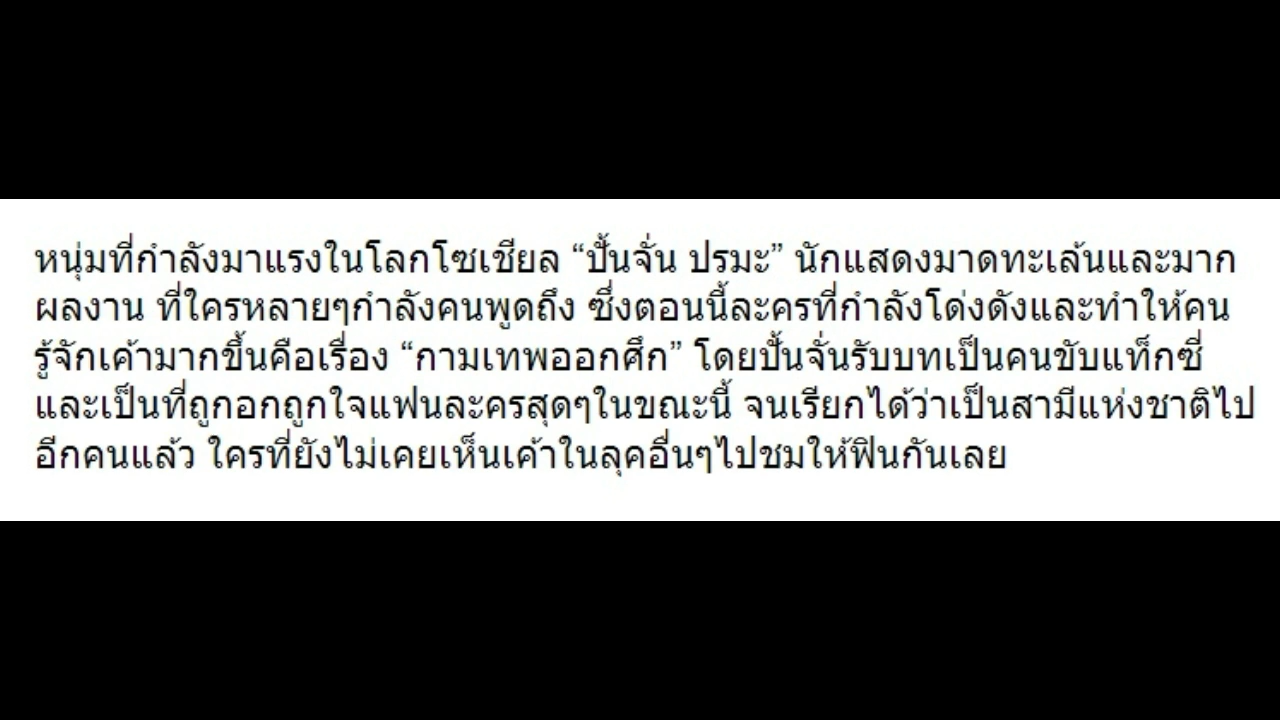 หนุ่มที่กำลังมาแรงในโลกโซเชียล “ปั้นจั่น ปรมะ” นักแสดงมาดทะเล้นและมาก
ผลงาน ที่ใครหลายๆกำลังคนพูดถึง ซึ่งตอนนี้ละครที่กำลังโด่งดังและทำให้คน
รู้จักเค้ามากขึ้นคือเรื่อง “กามเทพออกศึก” โดยปั้นจั่นรับบทเป็นคนขับแท็กซี่
และเป็นที่ถูกอกถูกใจแฟนละครสุดๆในขณะนี้ จนเรียกได้ว่าเป็นสามีแห่งชาติไป
อีกคนแล้ว ใครที่ยังไม่เคยเห็นเค้าในลุคอื่นๆไปชมให้ฟินกันเลย